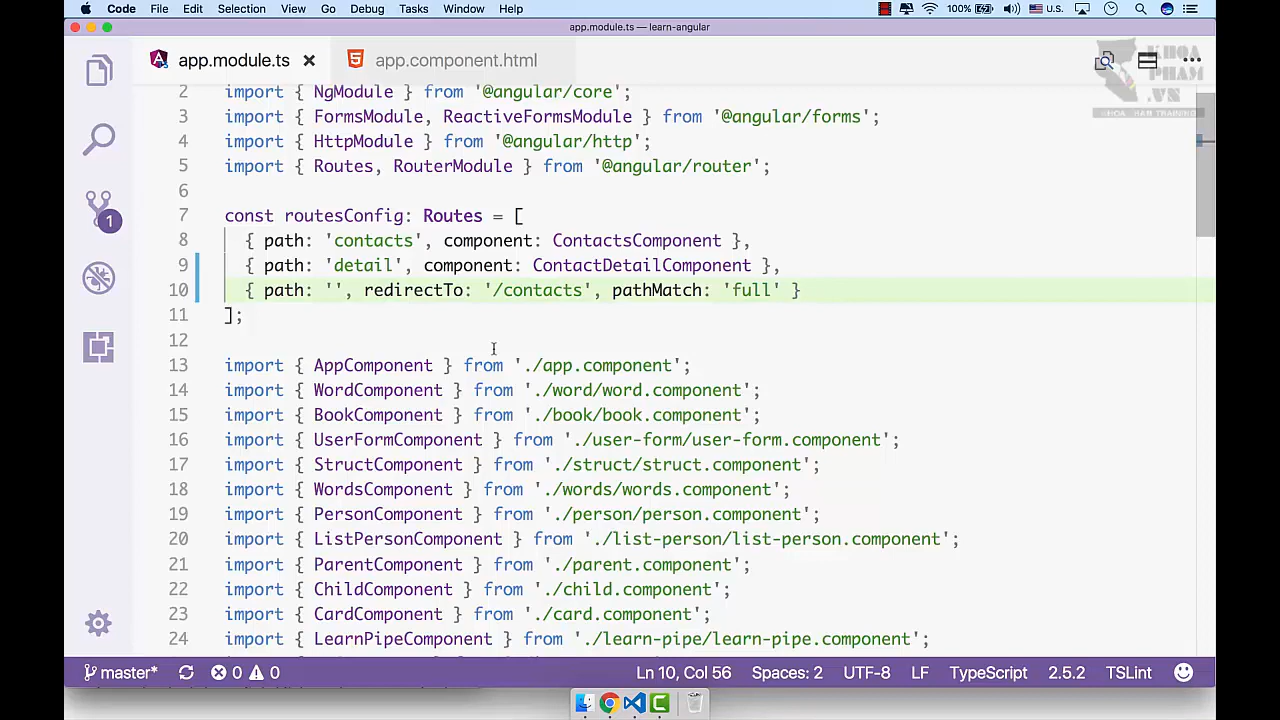 Code File Edit Selection View Go Debug Tasks Window Help 100% U.S.
app.module.ts — learn-angular
app.module.ts app.component.html
KHOA
PHAM
.VN
2 import { NgModule } from '@angular/core';
3 import { FormsModule, ReactiveFormsModule } from '@angular/forms';
4 import { HttpModule } from '@angular/http';
5 import { Routes, RouterModule } from '@angular/router';
6
7 const routesConfig: Routes = [
8 { path: 'contacts', component: ContactsComponent },
9 { path: 'detail', component: ContactDetailComponent },
10 { path: '', redirectTo: '/contacts', pathMatch: 'full' }
11 ];
12
13 import { AppComponent } from './app.component';
14 import { WordComponent } from './word/word.component';
15 import { BookComponent } from './book/book.component';
16 import { UserFormComponent } from './user-form/user-form.component';
17 import { StructComponent } from './struct/struct.component';
18 import { WordsComponent } from './words/words.component';
19 import { PersonComponent } from './person/person.component';
20 import { ListPersonComponent } from './list-person/list-person.component';
21 import { ParentComponent } from './parent.component';
22 import { ChildComponent } from './child.component';
23 import { CardComponent } from './card.component';
24 import { LearnPipeComponent } from './learn-pipe/learn-pipe.component';
1
master* 0 0 Ln 10, Col 56 Spaces: 2 UTF-8 LF TypeScript 2.5.2 TSLint